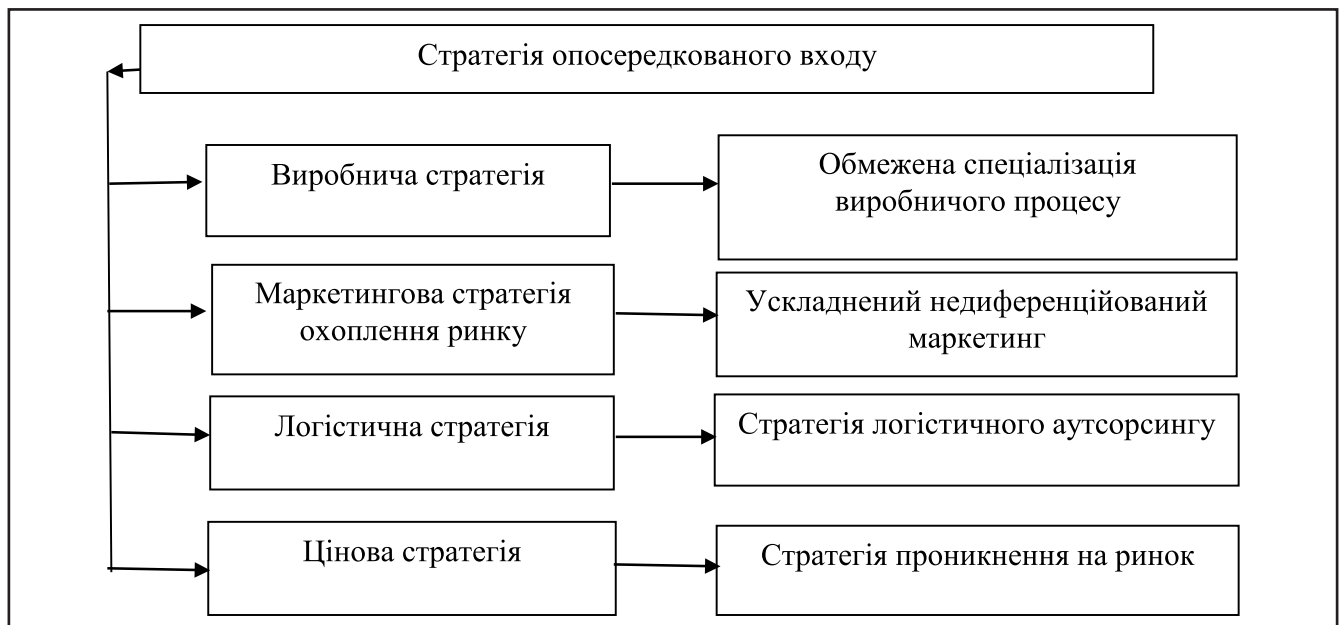 Стратегія опосередкованого входу
Виробнича стратегія
Обмежена спеціалізація
виробничого процесу
Маркетингова стратегія
охоплення ринку
Ускладнений недиференційований
маркетинг
Логістична стратегія
Стратегія логістичного аутсорсингу
Цінова стратегія
Стратегія проникнення на ринок